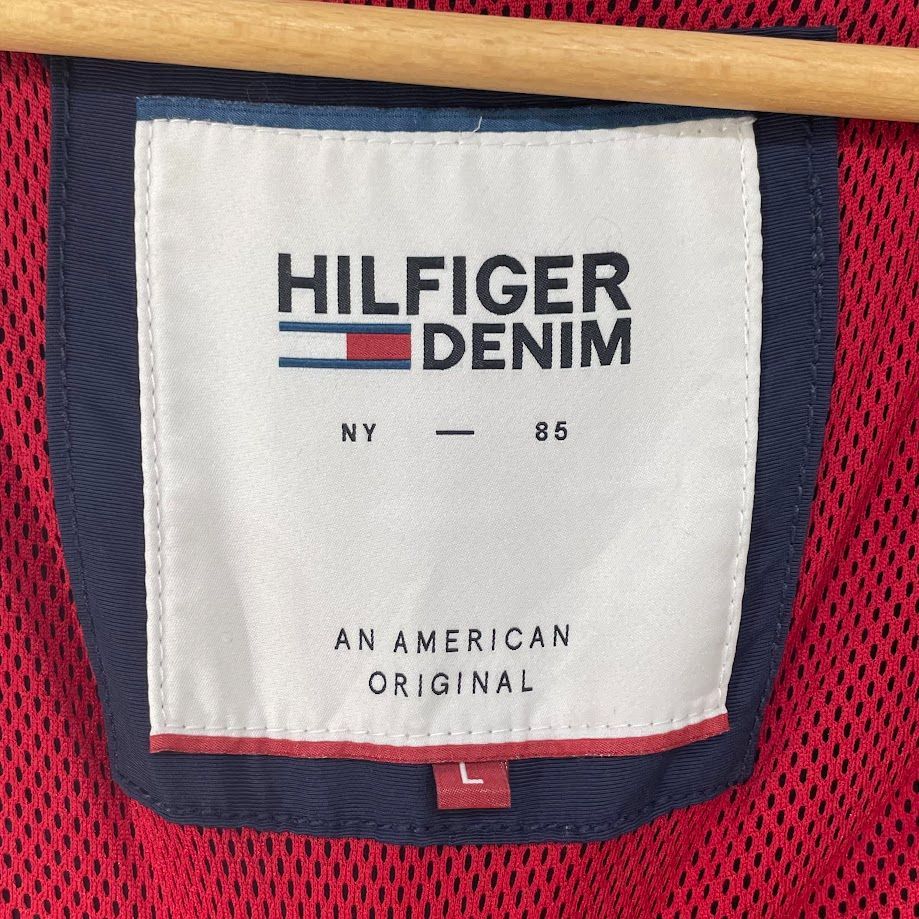 HILFIGER
DENIM
NY — 85
AN AMERICAN
ORIGINAL
L